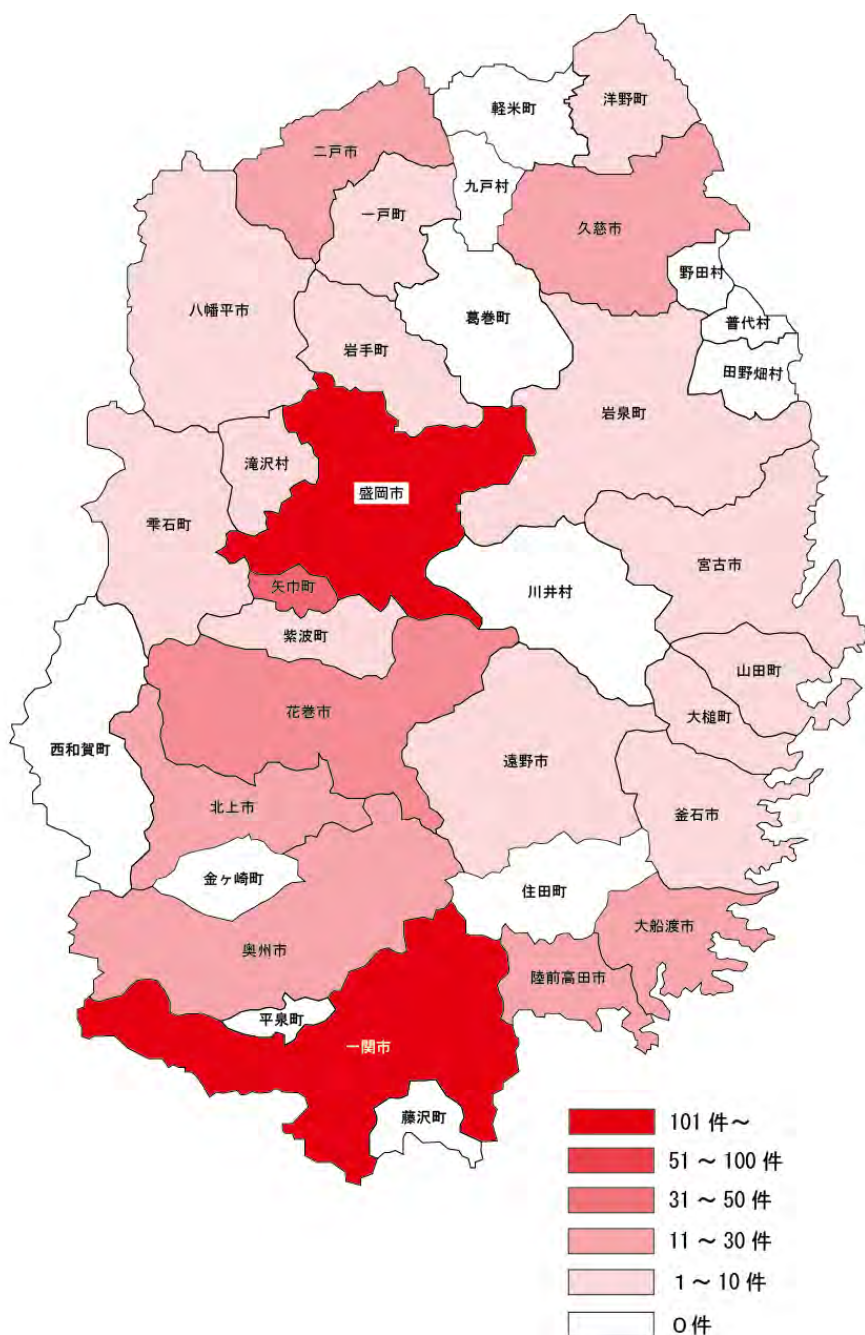 洋野町
軽米町
二戸市
九戸村
一戸町
久慈市
野田村
八幡平市
葛巻町
普代村
岩手町
田野畑村
岩泉町
滝沢村
盛岡市
雫石町
宮古市
矢巾町
川井村
紫波町
山田町
花巻市
大槌町
西和賀町
遠野市
北上市
釜石市
金ヶ崎町
住田町
大船渡市
奥州市
陸前高田市
平泉町
一関市
藤沢町
101 件~
51 ~ 100 件
31 ~ 50 件
11 ~ 30 件
1 ~ 10 件
0 件